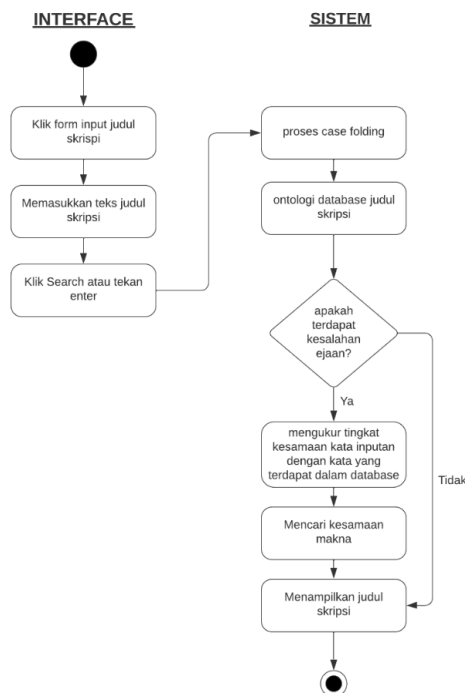 INTERFACE
SISTEM
Klik form input judul
skrispi
Memasukkan teks judul
skripsi
Klik Search atau tekan
enter
proses case folding
ontologi database judul
skripsi
apakah
terdapat
kesalahan
ejaan?
Ya
Tidak
mengukur tingkat
kesamaan kata inputan
dengan kata yang
terdapat dalam database
Mencari kesamaan
makna
Menampilkan judul
skripsi